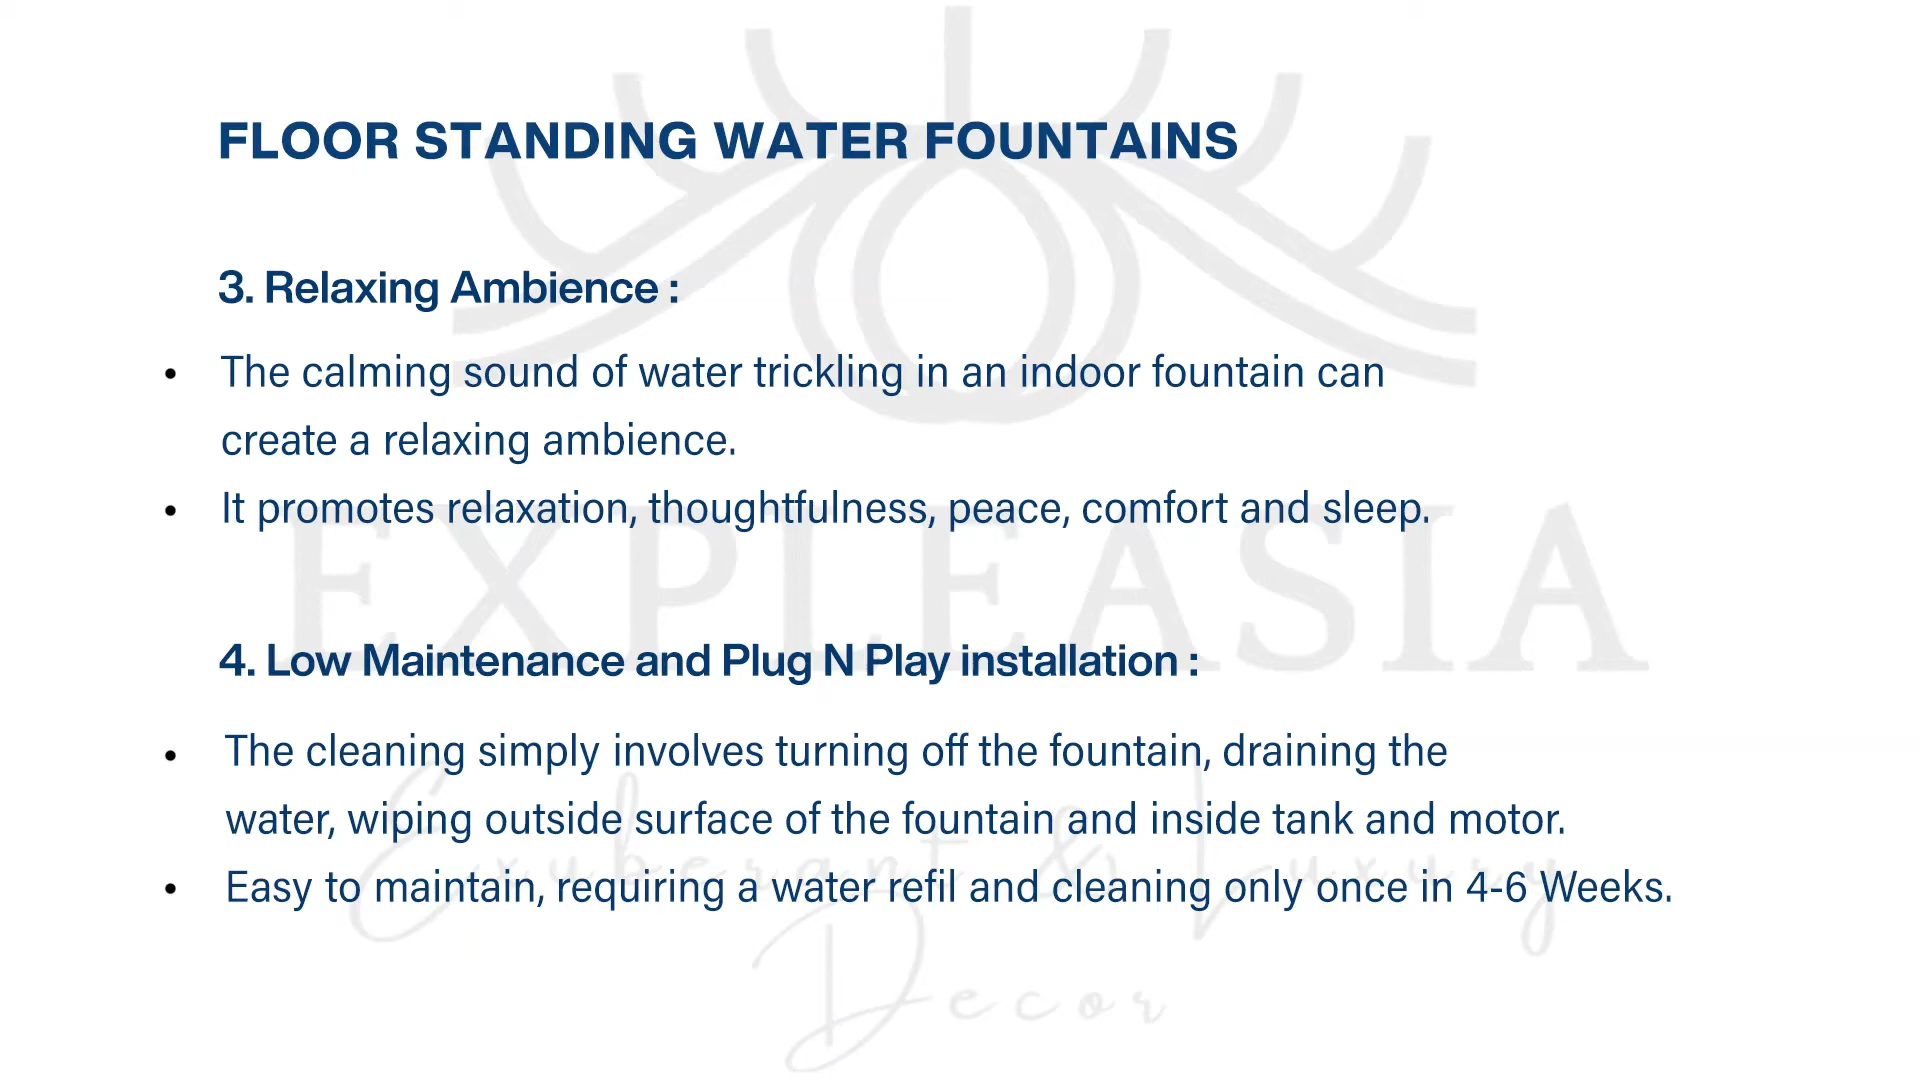 FLOOR STANDING WATER FOUNTAINS
3. Relaxing Ambience :
• The calming sound of water trickling in an indoor fountain can
create a relaxing ambience.
• It promotes relaxation, thoughtfulness, peace, comfort and sleep.
EXPLEASIA
4. Low Maintenance and Plug N Play installation :
• The cleaning simply involves turning off the fountain, draining the
water, wiping outside surface of the fountain and inside tank and motor.
• Easy to maintain, requiring a water refil and cleaning only once in 4-6 Weeks.
Exuberant & Luxury
Decor